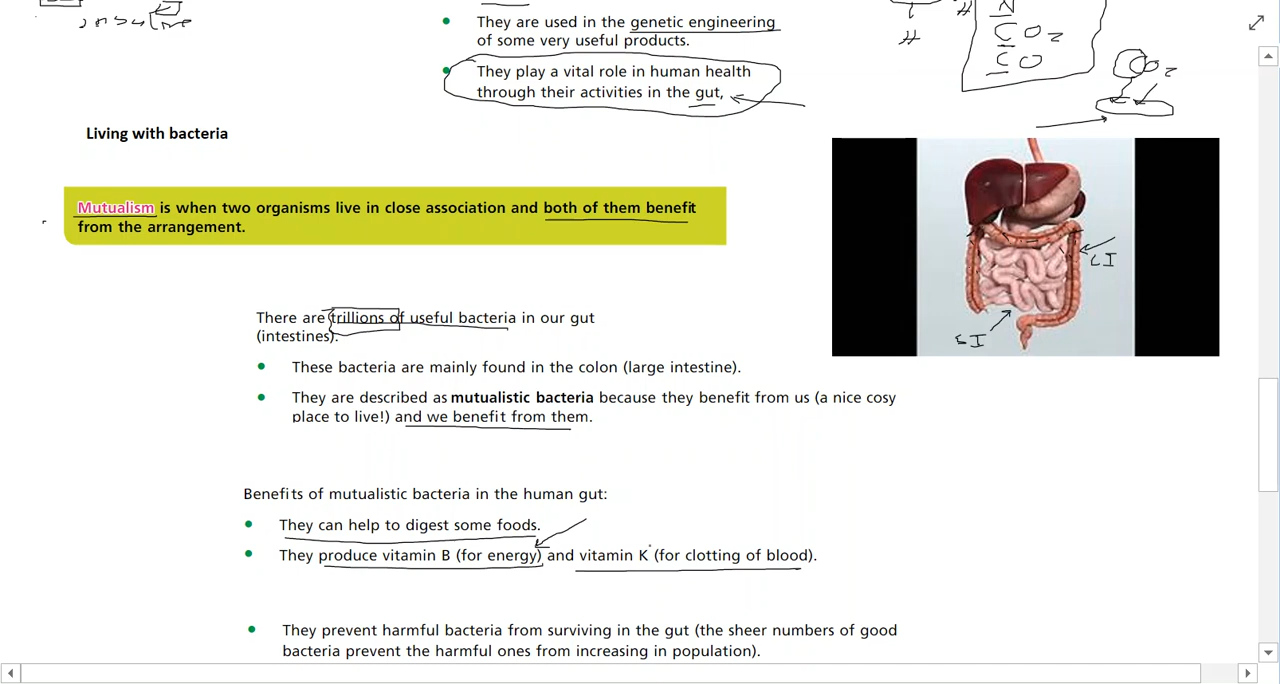 They are used in the genetic engineering
of some very useful products.
They play a vital role in human health
through their activities in the gut,
N
H
H
CO2
CO
CO2
Living with bacteria
Mutualism is when two organisms live in close association and both of them benefit
from the arrangement.
LI
SI
There are trillions of useful bacteria in our gut
(intestines).
These bacteria are mainly found in the colon (large intestine).
They are described as mutualistic bacteria because they benefit from us (a nice cosy
place to live!) and we benefit from them.
Benefits of mutualistic bacteria in the human gut:
They can help to digest some foods.
They produce vitamin B (for energy) and vitamin K (for clotting of blood).
They prevent harmful bacteria from surviving in the gut (the sheer numbers of good
bacteria prevent the harmful ones from increasing in population).